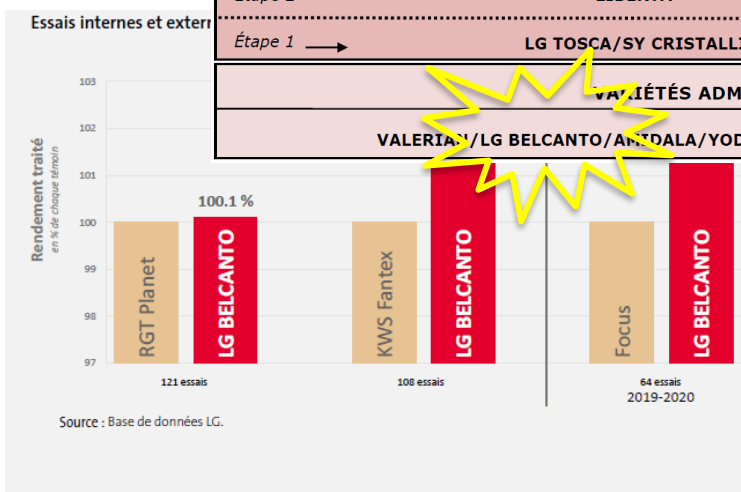 Essais internes et exter
Étape 1
LG TOSCA/SY CRISTALLI
VARIÉTÉS ADM
VALERIAN/LG BELCANTO/AMIDALA/YOD
Rendement traité
en % de chaque témoin
103
102
101
100
99
98
97
100.1 %
RGT Planet
LG BELCANTO
KWS Fantex
LG BELCANTO
Focus
LG BELCANTO
121 essais
108 essais
64 essais
2019-2020
Source : Base de données LG.